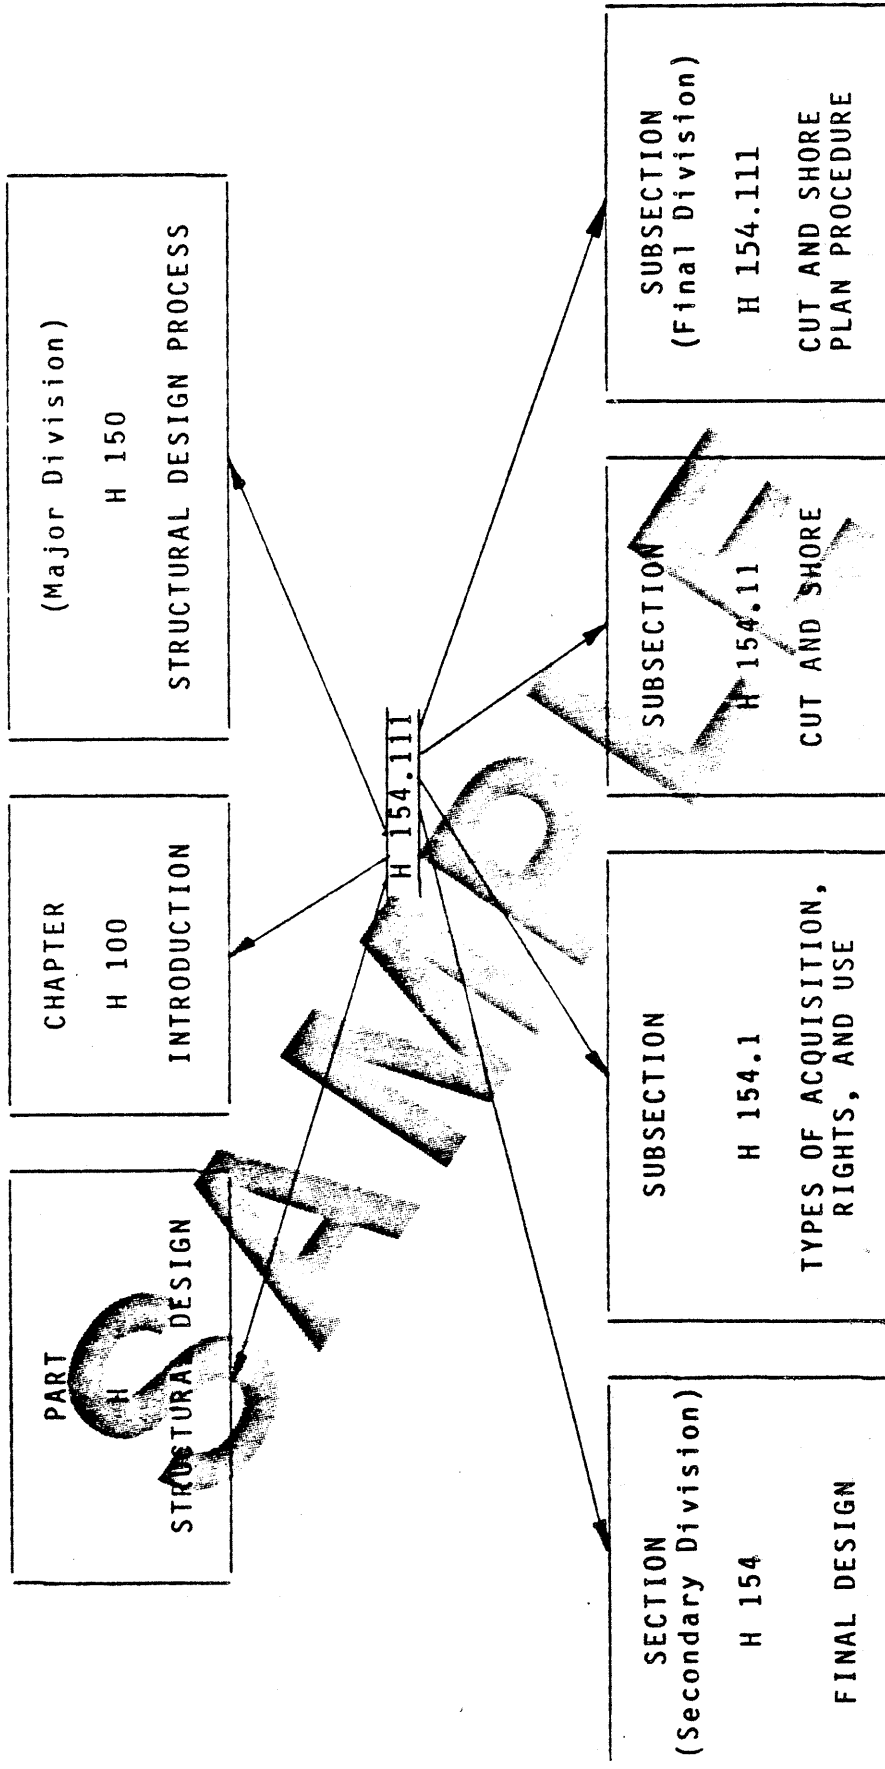 PART
H
STRUCTURAL DESIGN
CHAPTER
H 100
INTRODUCTION
(Major Division)
H 150
STRUCTURAL DESIGN PROCESS
H 154.111
SECTION
(Secondary Division)
H 154
FINAL DESIGN
SUBSECTION
H 154.1
TYPES OF ACQUISITION,
RIGHTS, AND USE
SUBSECTION
H 154.11
CUT AND SHORE
SUBSECTION
(Final Division)
H 154.111
CUT AND SHORE
PLAN PROCEDURE
SAMPLE